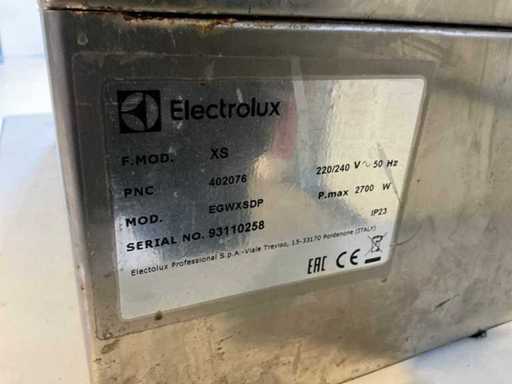 Electrolux
F.MOD. XS
PNC 402076 220/240 V ~ 50 Hz
MOD. EGWXSDP P.max 2700 W
SERIAL NO. 93110258 IP23
Electolux Professional S.p.A.-Viale Treviso, 15-33170 Pordenone (ITALY)
EAC CE